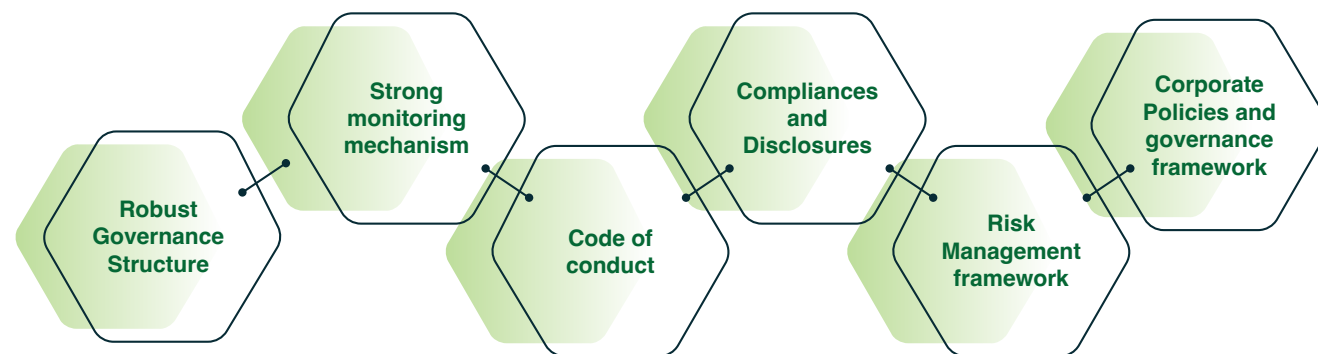 Robust
Governance
Structure
Strong
monitoring
mechanism
Code of
conduct
Compliances
and
Disclosures
Risk
Management
framework
Corporate
Policies and
governance
framework